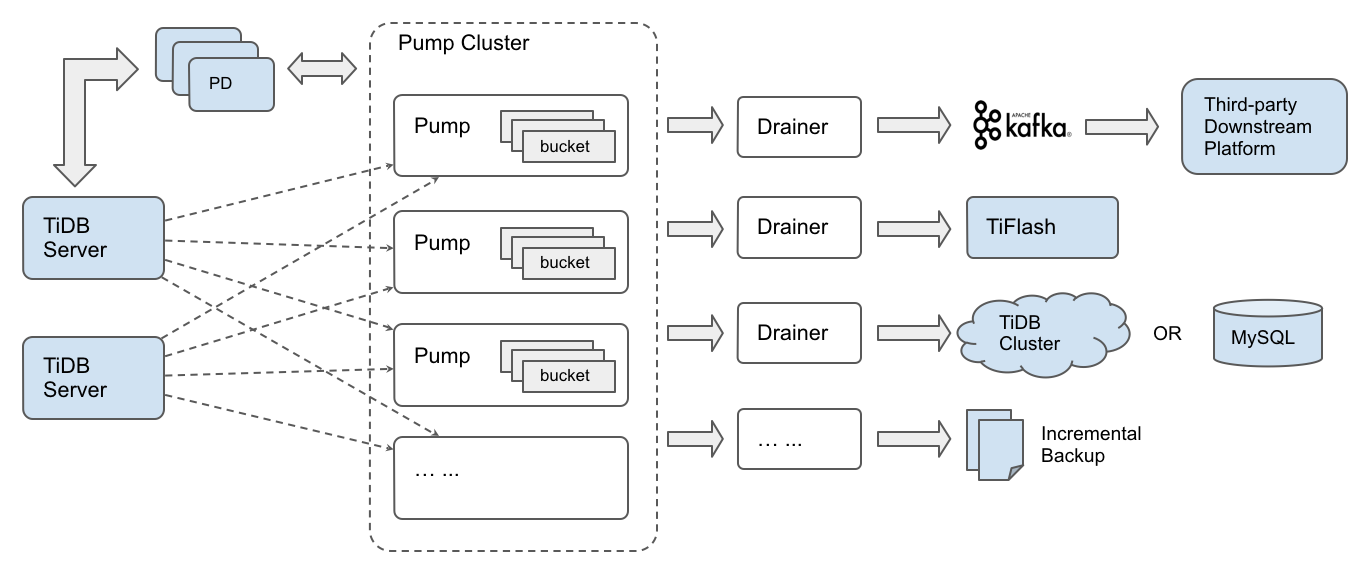 Pump Cluster
PD
Pump
bucket
Drainer
APACHE
kafka®
Third-party
Downstream
Platform
TiDB
Server
Pump
bucket
Drainer
TiFlash
TiDB
Server
Pump
bucket
Drainer
TiDB
Cluster
OR
MySQL
... ...
... ...
Incremental
Backup